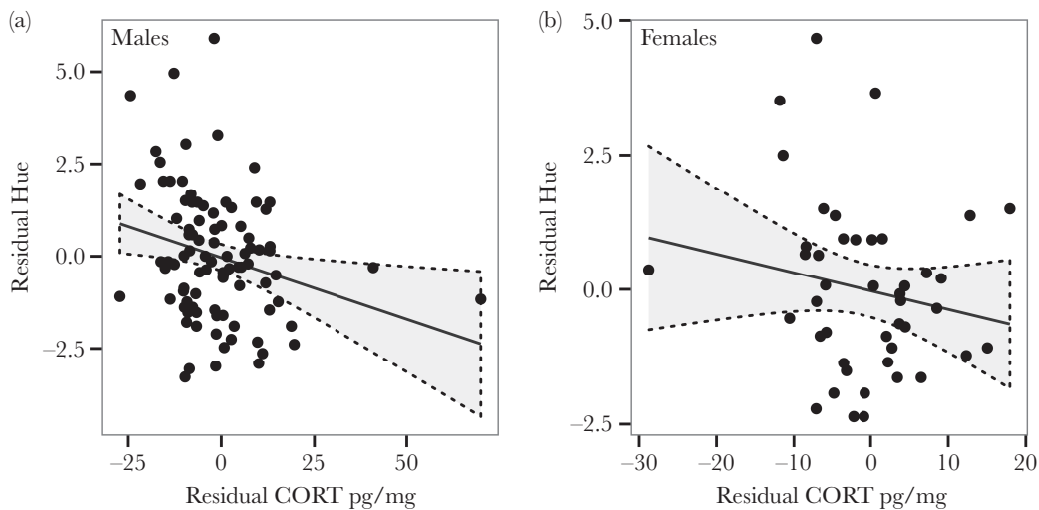 (a)
Males
5.0
2.5
0.0
−2.5
Residual Hue
−25 0 25 50
Residual CORT pg/mg
(b)
Females
5.0
2.5
0.0
−2.5
Residual Hue
−30 −20 −10 0 10 20
Residual CORT pg/mg